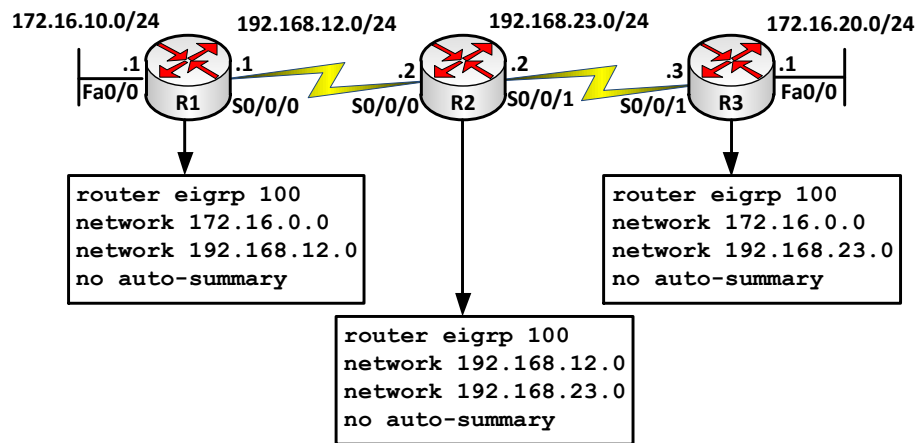 172.16.10.0/24
192.168.12.0/24
192.168.23.0/24
172.16.20.0/24
.1
.1
.2
.2
.3
.1
Fa0/0
R1
S0/0/0
S0/0/0
R2
S0/0/1
S0/0/1
R3
Fa0/0
router eigrp 100
network 172.16.0.0
network 192.168.12.0
no auto-summary
router eigrp 100
network 172.16.0.0
network 192.168.23.0
no auto-summary
router eigrp 100
network 192.168.12.0
network 192.168.23.0
no auto-summary